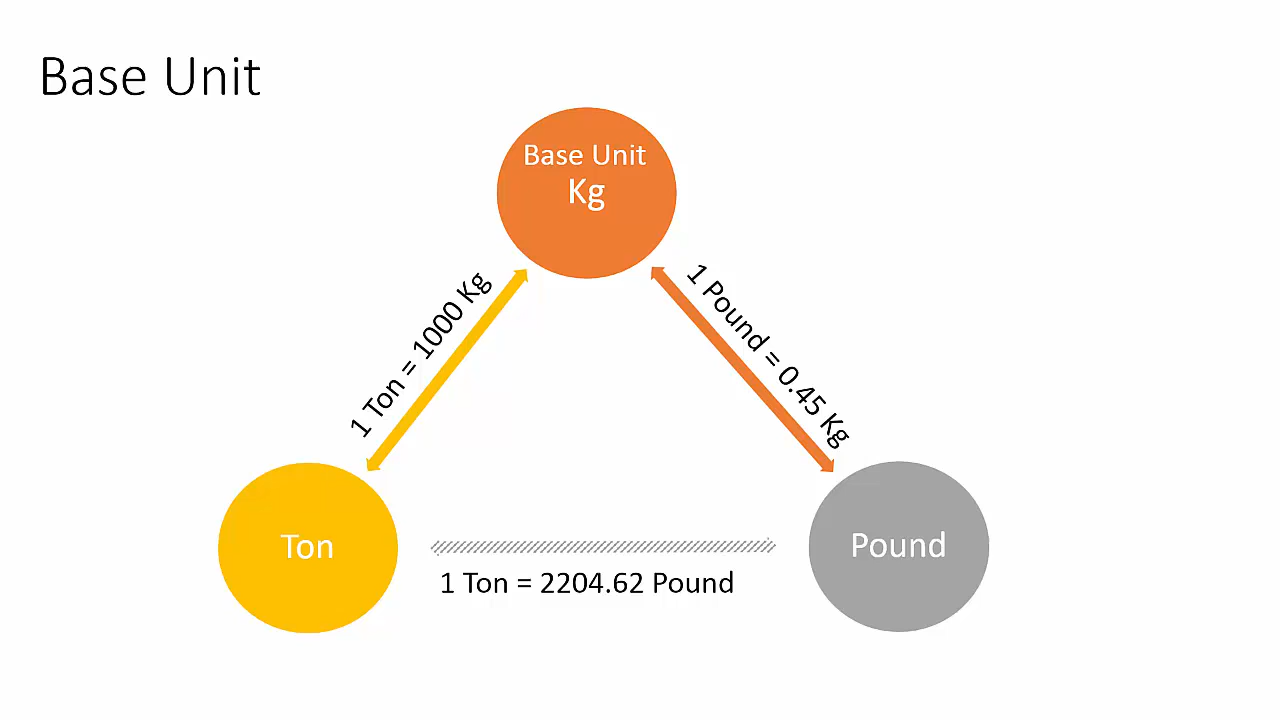 Base Unit
Base Unit
Kg
1 Ton = 1000 Kg
1 Pound = 0.45 Kg
Ton
Pound
1 Ton = 2204.62 Pound